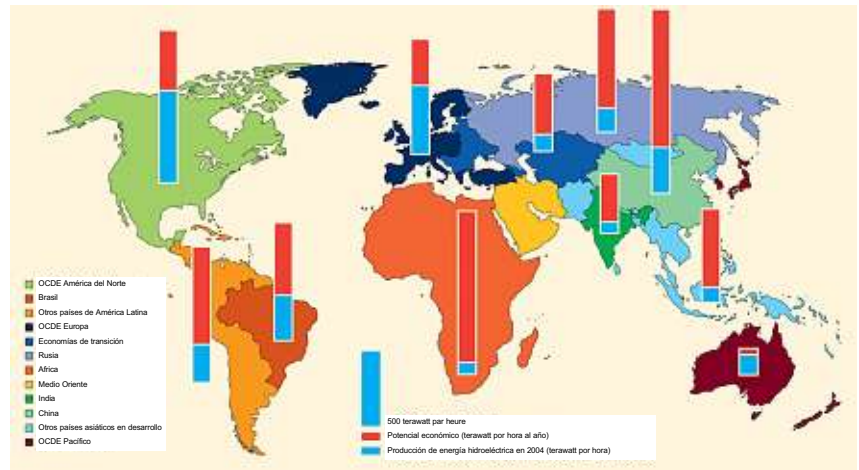 OCDE América del Norte
Brasil
Otros países de América Latina
OCDE Europa
Economías de transición
Rusia
Africa
Medio Oriente
India
China
Otros países asiáticos en desarrollo
OCDE Pacífico
500 terawatt par heure
Potencial económico (terawatt por hora al año)
Producción de energía hidroeléctrica en 2004 (terawatt por hora)